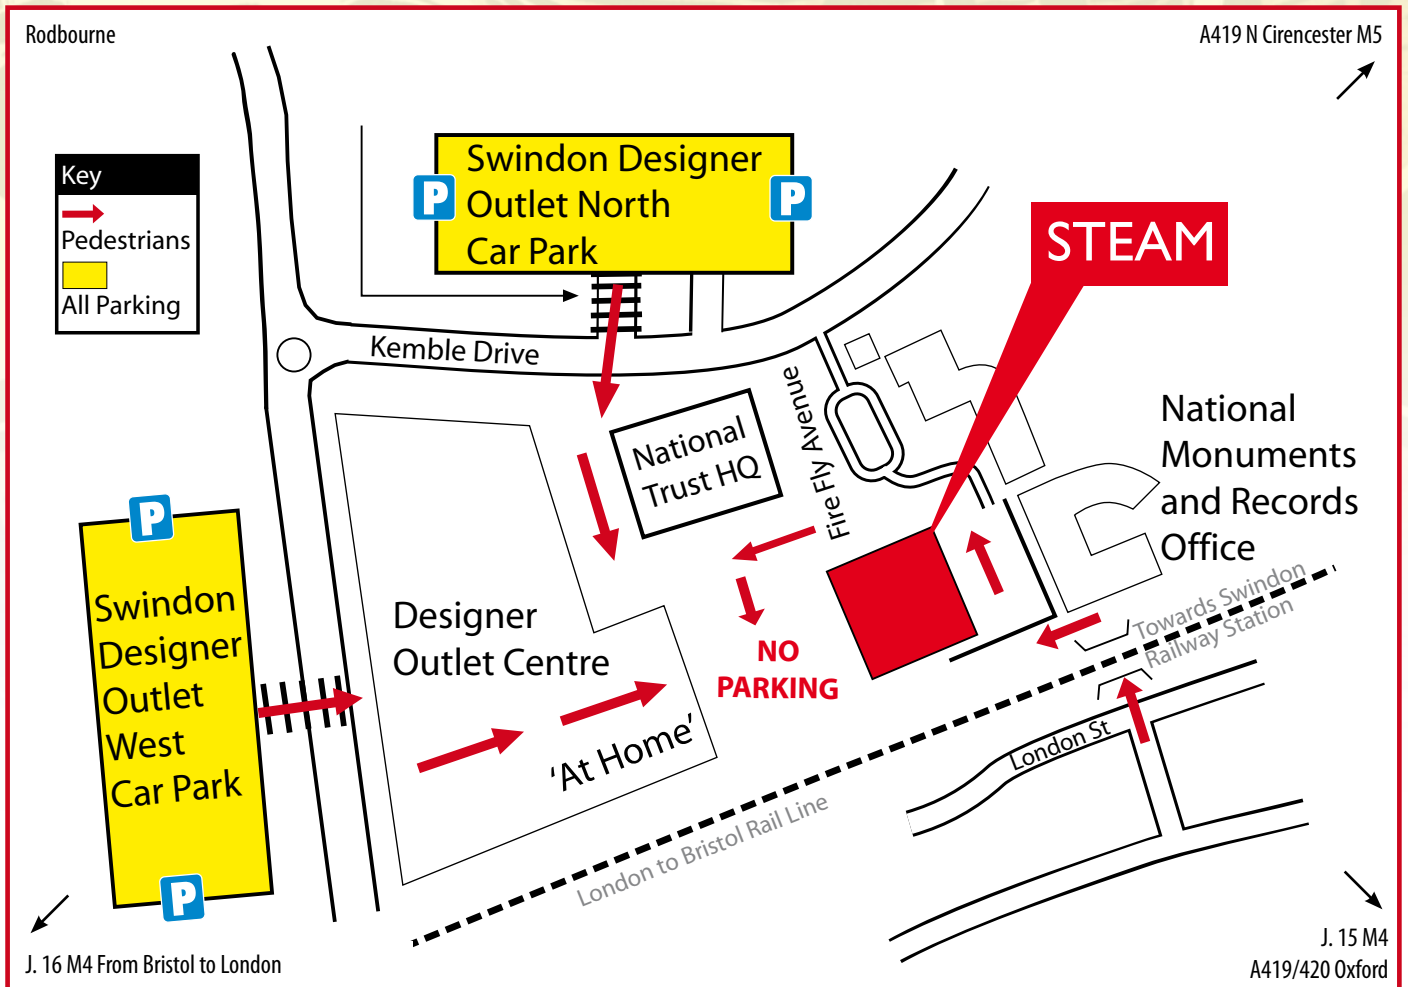 Rodbourne
A419 N Cirencester M5
Key
Pedestrians
All Parking
P
Swindon Designer
Outlet North
Car Park
P
STEAM
Kemble Drive
National
Trust HQ
Fire Fly Avenue
National
Monuments
and Records
Office
P
Swindon
Designer
Outlet
West
Car Park
P
Designer
Outlet Centre
'At Home'
NO
PARKING
Towards Swindon
Railway Station
London St
London to Bristol Rail Line
J. 16 M4 From Bristol to London
J. 15 M4
A419/420 Oxford